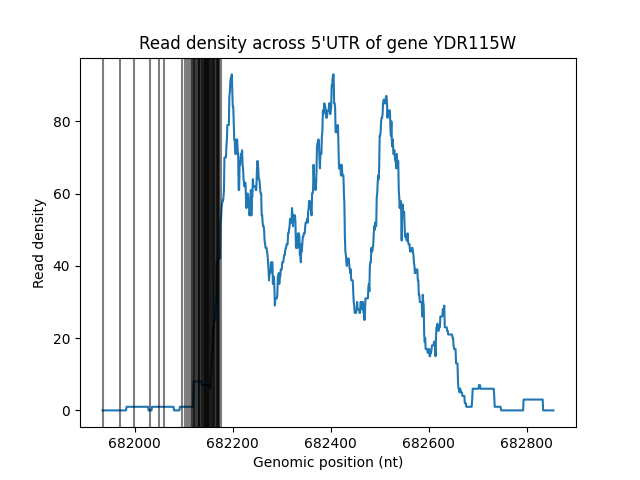 Read density across 5'UTR of gene YDR115W
Read density
80
60
40
20
0
682000 682200 682400 682600 682800
Genomic position (nt)